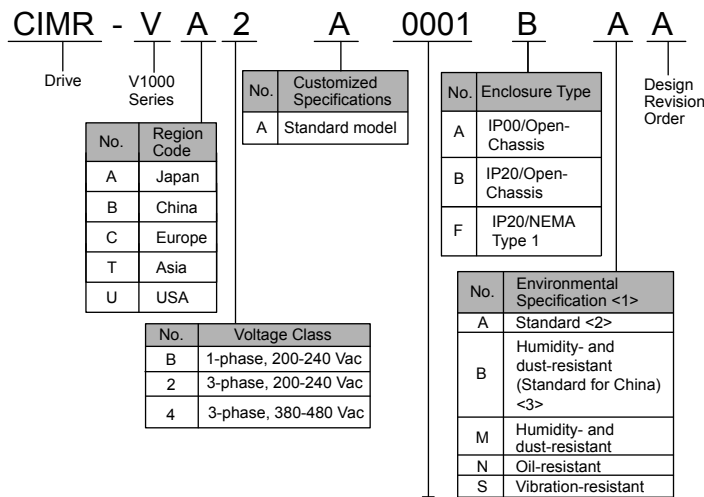 CIMR - V A 2 A 0001 B A A
Drive
V1000
Series
Design
Revision
Order
No. Region
Code
A Japan
B China
C Europe
T Asia
U USA
No. Voltage Class
B 1-phase, 200-240 Vac
2 3-phase, 200-240 Vac
4 3-phase, 380-480 Vac
No. Customized
Specifications
A Standard model
No. Enclosure Type
A IP00/Open-
Chassis
B IP20/Open-
Chassis
F IP20/NEMA
Type 1
No. Environmental
Specification <1>
A Standard <2>
B Humidity- and
dust-resistant
(Standard for China)
<3>
M Humidity- and
dust-resistant
N Oil-resistant
S Vibration-resistant